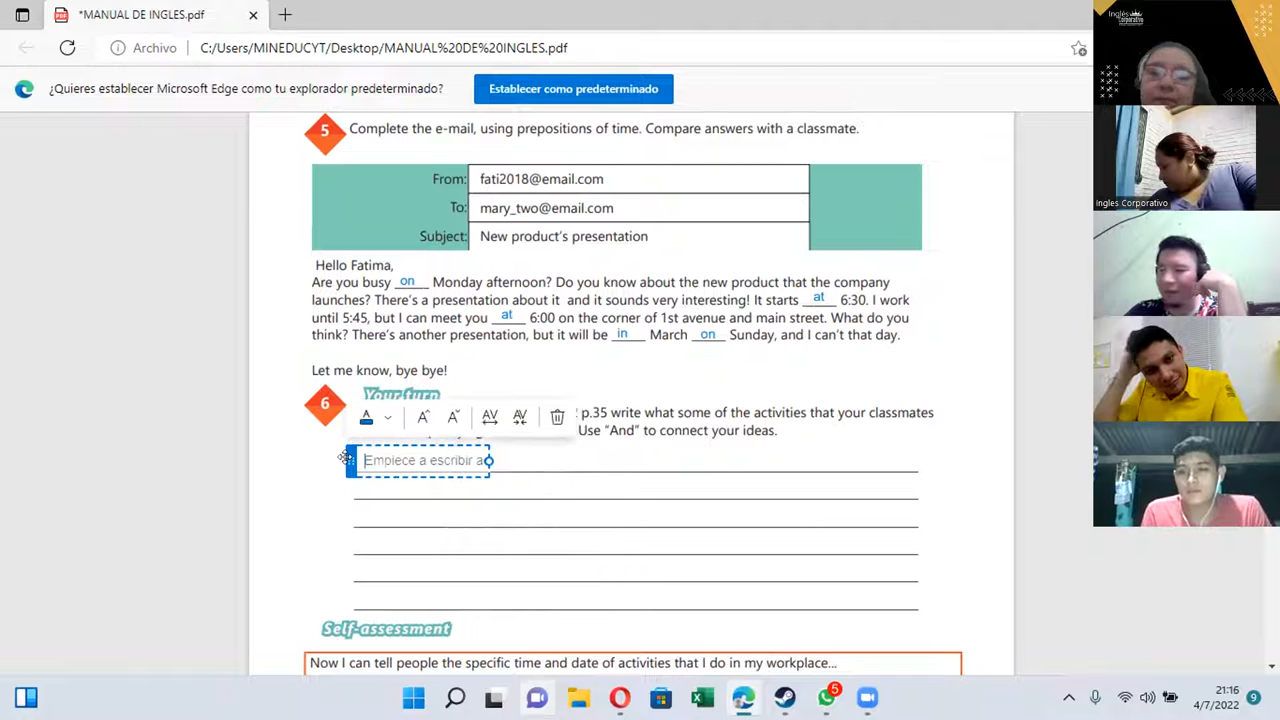 *MANUAL DE INGLES.pdf
Archivo
C:/Users/MINEDUCYT/Desktop/MANUAL%20DE%20INGLES.pdf
¿Quieres establecer Microsoft Edge como tu explorador predeterminado?
Establecer como predeterminado
5 Complete the e-mail, using prepositions of time. Compare answers with a classmate.
From: fati2018@email.com
To: mary_two@email.com
Subject: New product's presentation
Hello Fatima,
Are you busy on Monday afternoon? Do you know about the new product that the company
launches? There's a presentation about it and it sounds very interesting! It starts at 6:30. I work
until 5:45, but I can meet you at 6:00 on the corner of 1st avenue and main street. What do you
think? There's another presentation, but it will be in March on Sunday, and I can't that day.
Let me know, bye bye!
6 Your turn
p.35 write what some of the activities that your classmates
Use "And" to connect your ideas.
Empiece a escribir a
Self-assessment
Now I can tell people the specific time and date of activities that I do in my workplace...
Inglés
Corporativo
Ingles Corporativo
5
21:16
4/7/2022
9